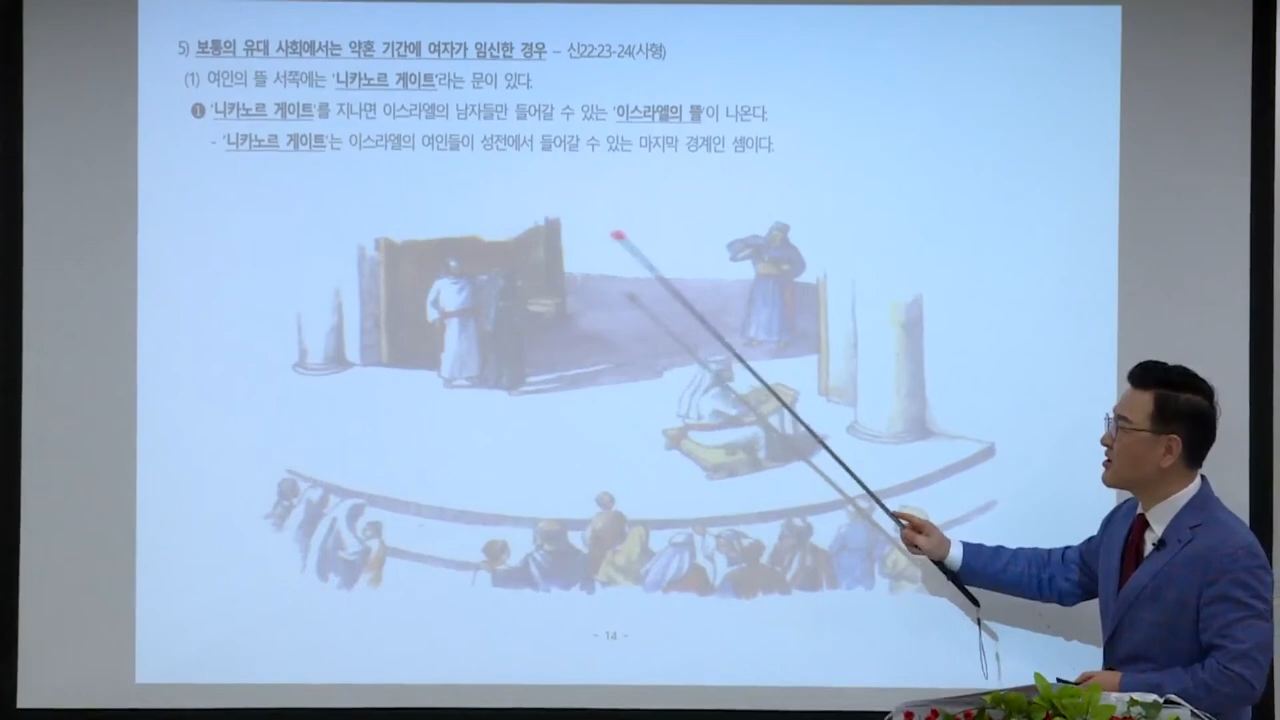 5) 보통의 유대 사회에서는 약혼 기간에 여자가 임신한 경우 – 신22:23-24(사형)
(1) 여인의 뜰 서쪽에는 '니카노르 게이트'라는 문이 있다.
❶ '니카노르 게이트'를 지나면 이스라엘의 남자들만 들어갈 수 있는 '이스라엘의 뜰'이 나온다.
- '니카노르 게이트'는 이스라엘의 여인들이 성전에서 들어갈 수 있는 마지막 경계인 셈이다.
- 14 -